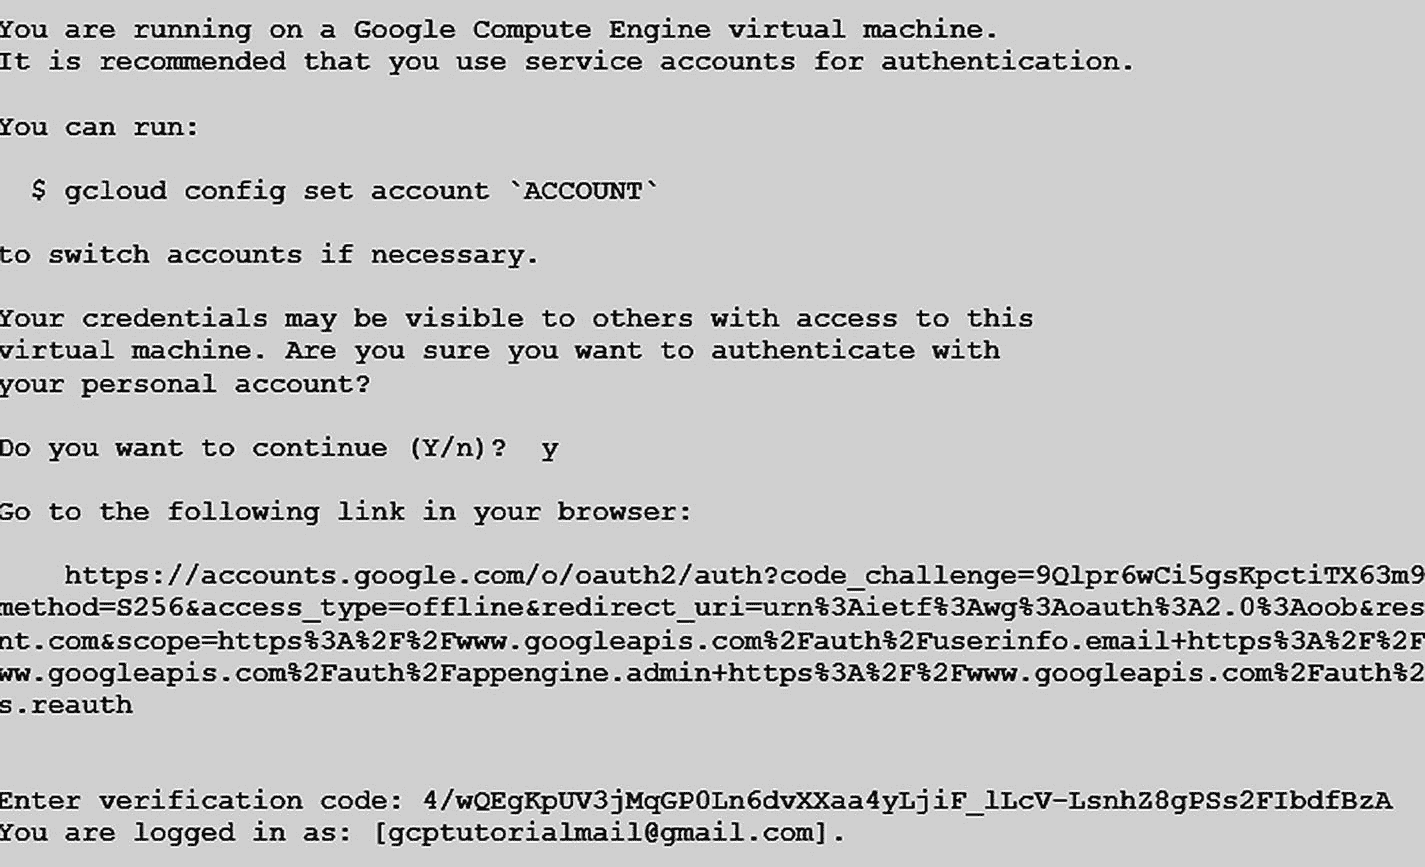 You are running on a Google Compute Engine virtual machine.
It is recommended that you use service accounts for authentication.
You can run:
$ gcloud config set account `ACCOUNT`
to switch accounts if necessary.
Your credentials may be visible to others with access to this
virtual machine. Are you sure you want to authenticate with
your personal account?
Do you want to continue (Y/n)?  y
Go to the following link in your browser:
https://accounts.google.com/o/oauth2/auth?code_challenge=9Qlpr6wCi5gsKpctiTX63m9
method=S256&access_type=offline&redirect_uri=urn%3Aietf%3Awg%3Aoauth%3A2.0%3Aoob&res
nt.com&scope=https%3A%2F%2Fwww.googleapis.com%2Fauth%2Fuserinfo.email+https%3A%2F%2F
ww.googleapis.com%2Fauth%2Fappengine.admin+https%3A%2F%2Fwww.googleapis.com%2Fauth%2
s.reauth
Enter verification code: 4/wQEgKpUV3jMqGP0Ln6dvXXaa4yLjiF_lLcV-LsnhZ8gPSs2FIbdfBzA
You are logged in as: [gcptutorialmail@gmail.com].